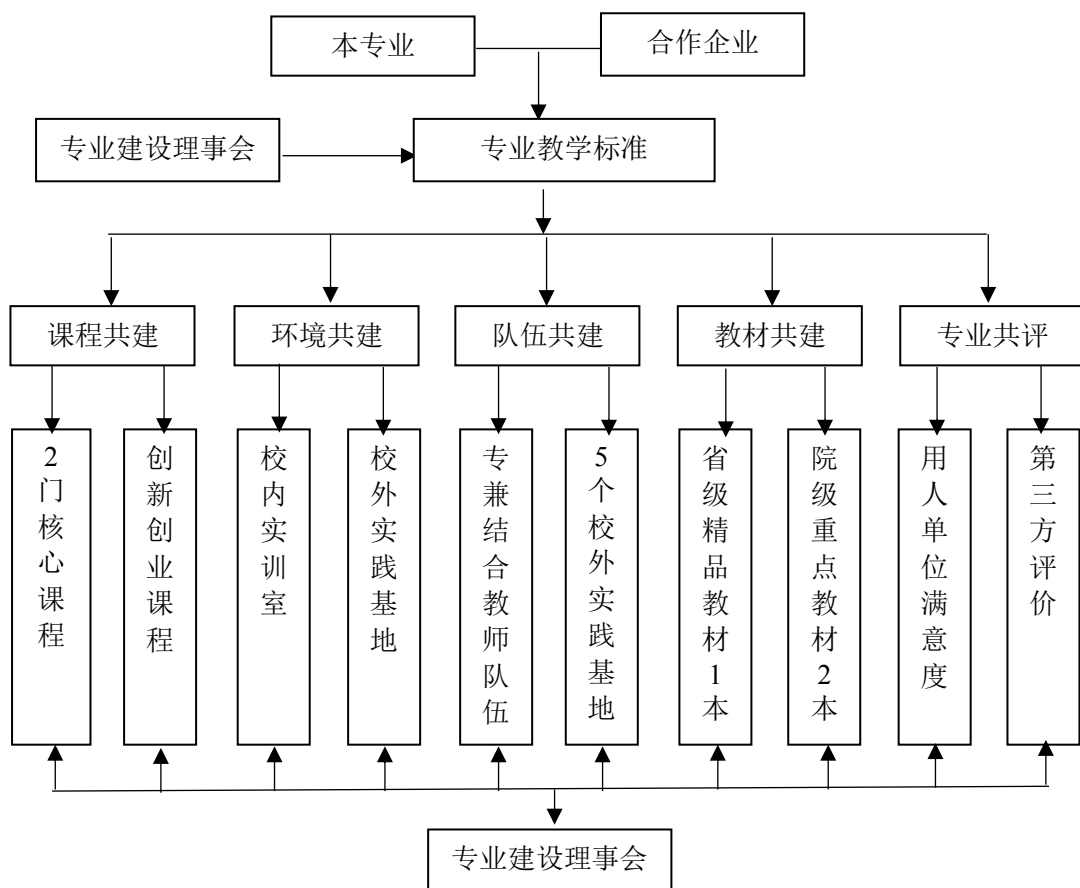 本专业
合作企业
专业建设理事会
专业教学标准
课程共建
环境共建
队伍共建
教材共建
专业共评
2门核心课程
创新创业课程
校内实训室
校外实践基地
专兼结合教师队伍
5个校外实践基地
省级精品教材1本
院级重点教材2本
用人单位满意度
第三方评价
专业建设理事会